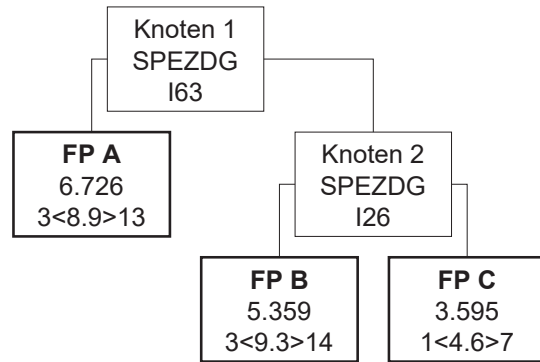 Knoten 1
SPEZDG
I63
FP A
6.726
3<8.9>13
Knoten 2
SPEZDG
I26
FP B
5.359
3<9.3>14
FP C
3.595
1<4.6>7